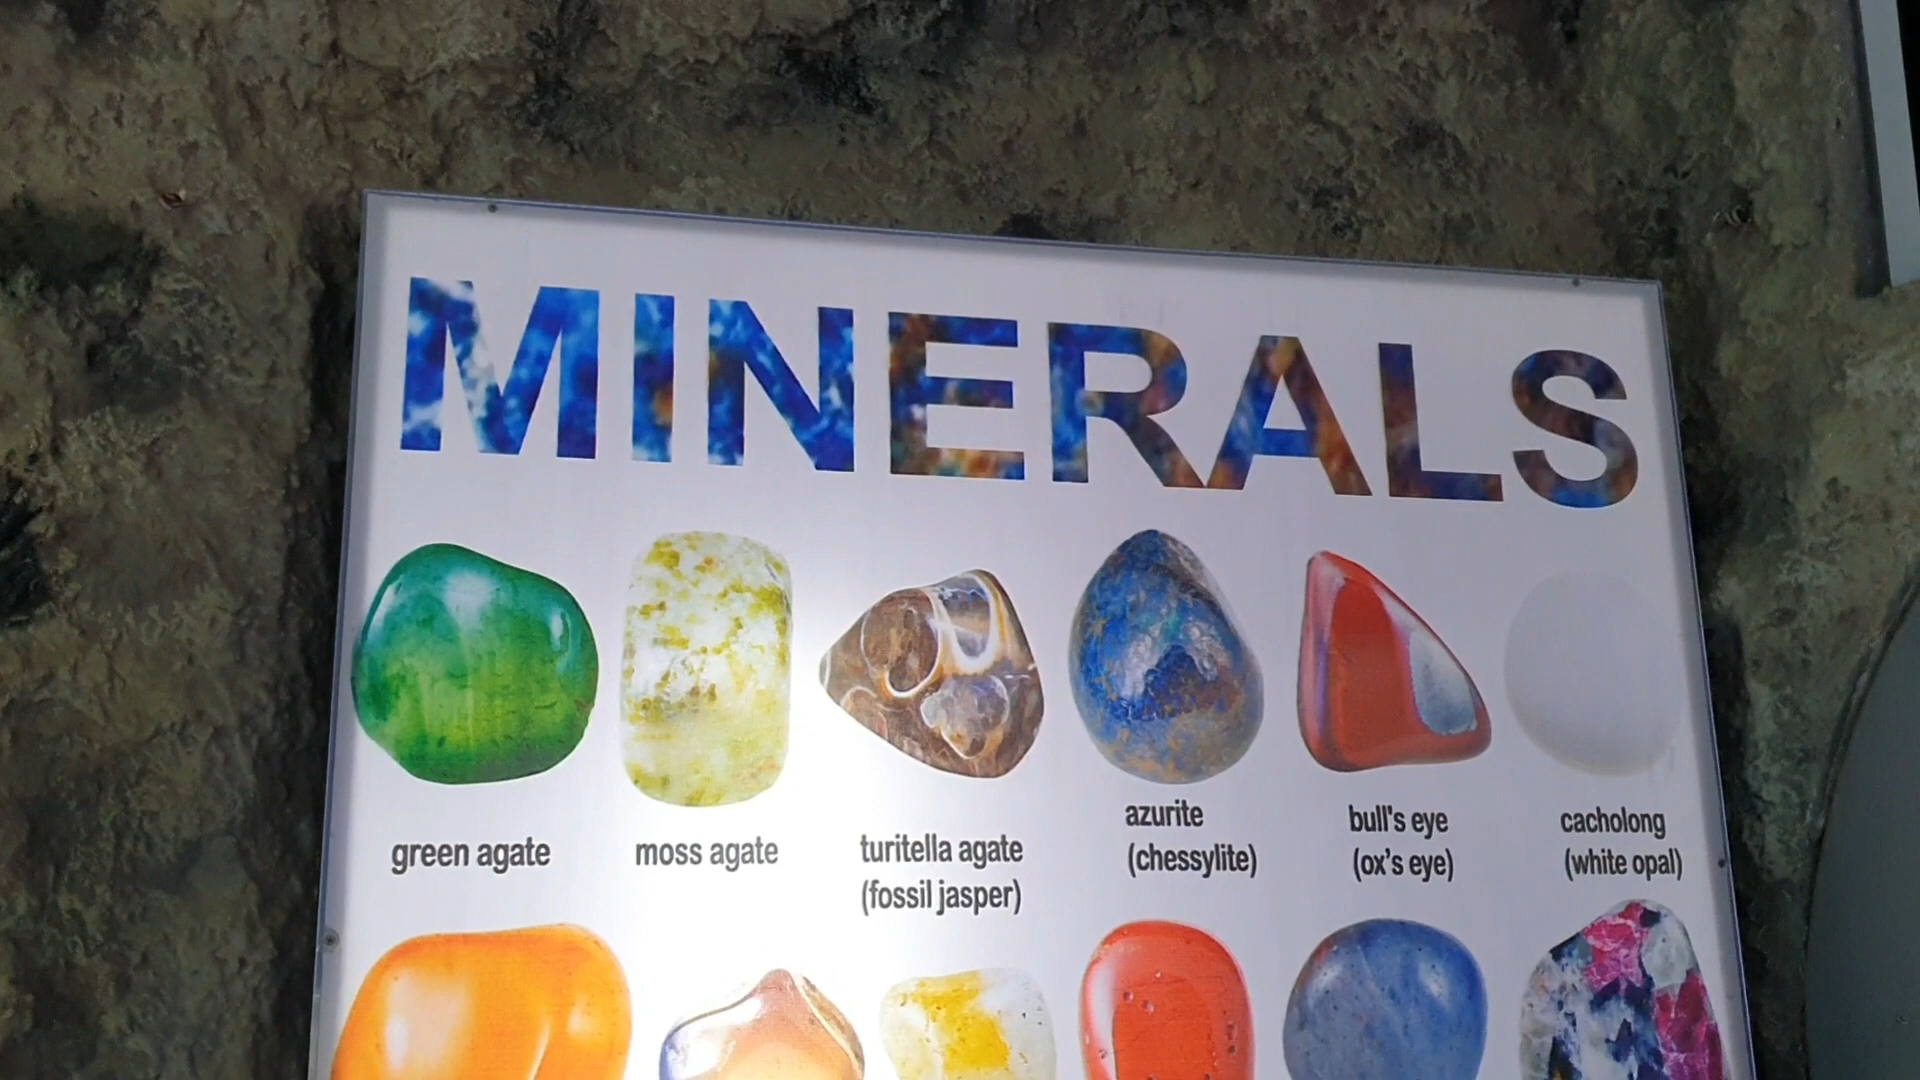 MINERALS
green agate
moss agate
turitella agate
(fossil jasper)
azurite
(chessylite)
bull's eye
(ox's eye)
cacholong
(white opal)